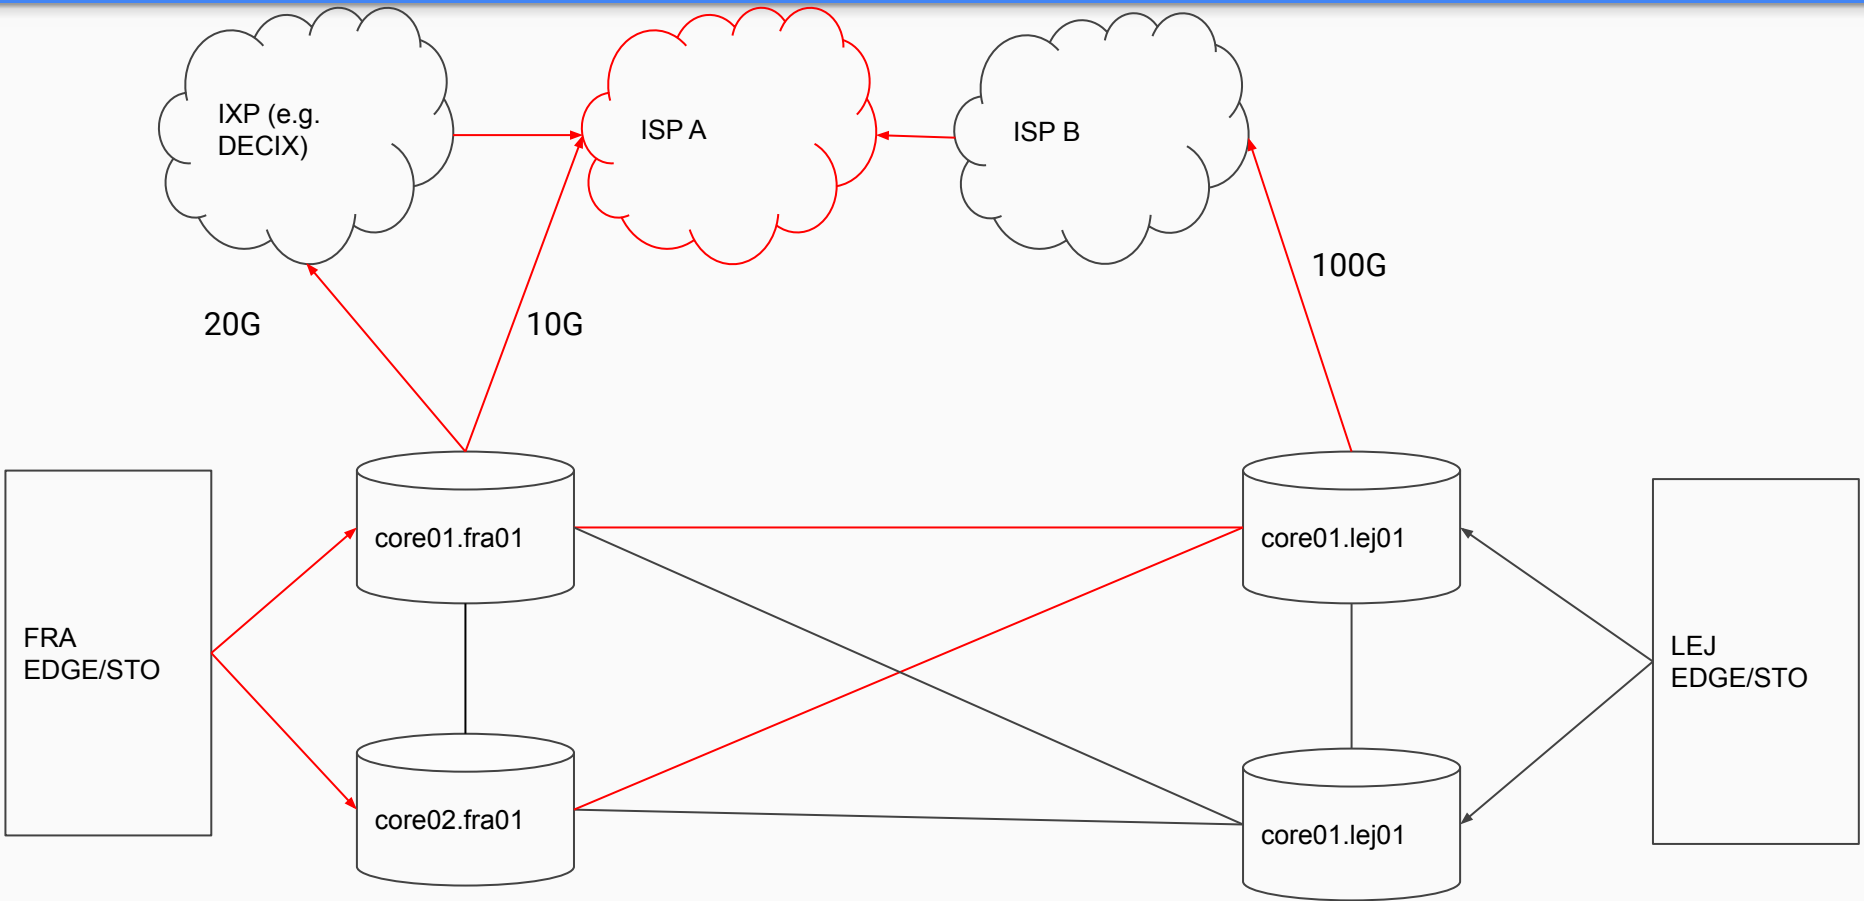 IXP (e.g.
DECIX)
ISP A
ISP B
100G
20G
10G
core01.fra01
core01.lej01
FRA
EDGE/STO
LEJ
EDGE/STO
core02.fra01
core01.lej01